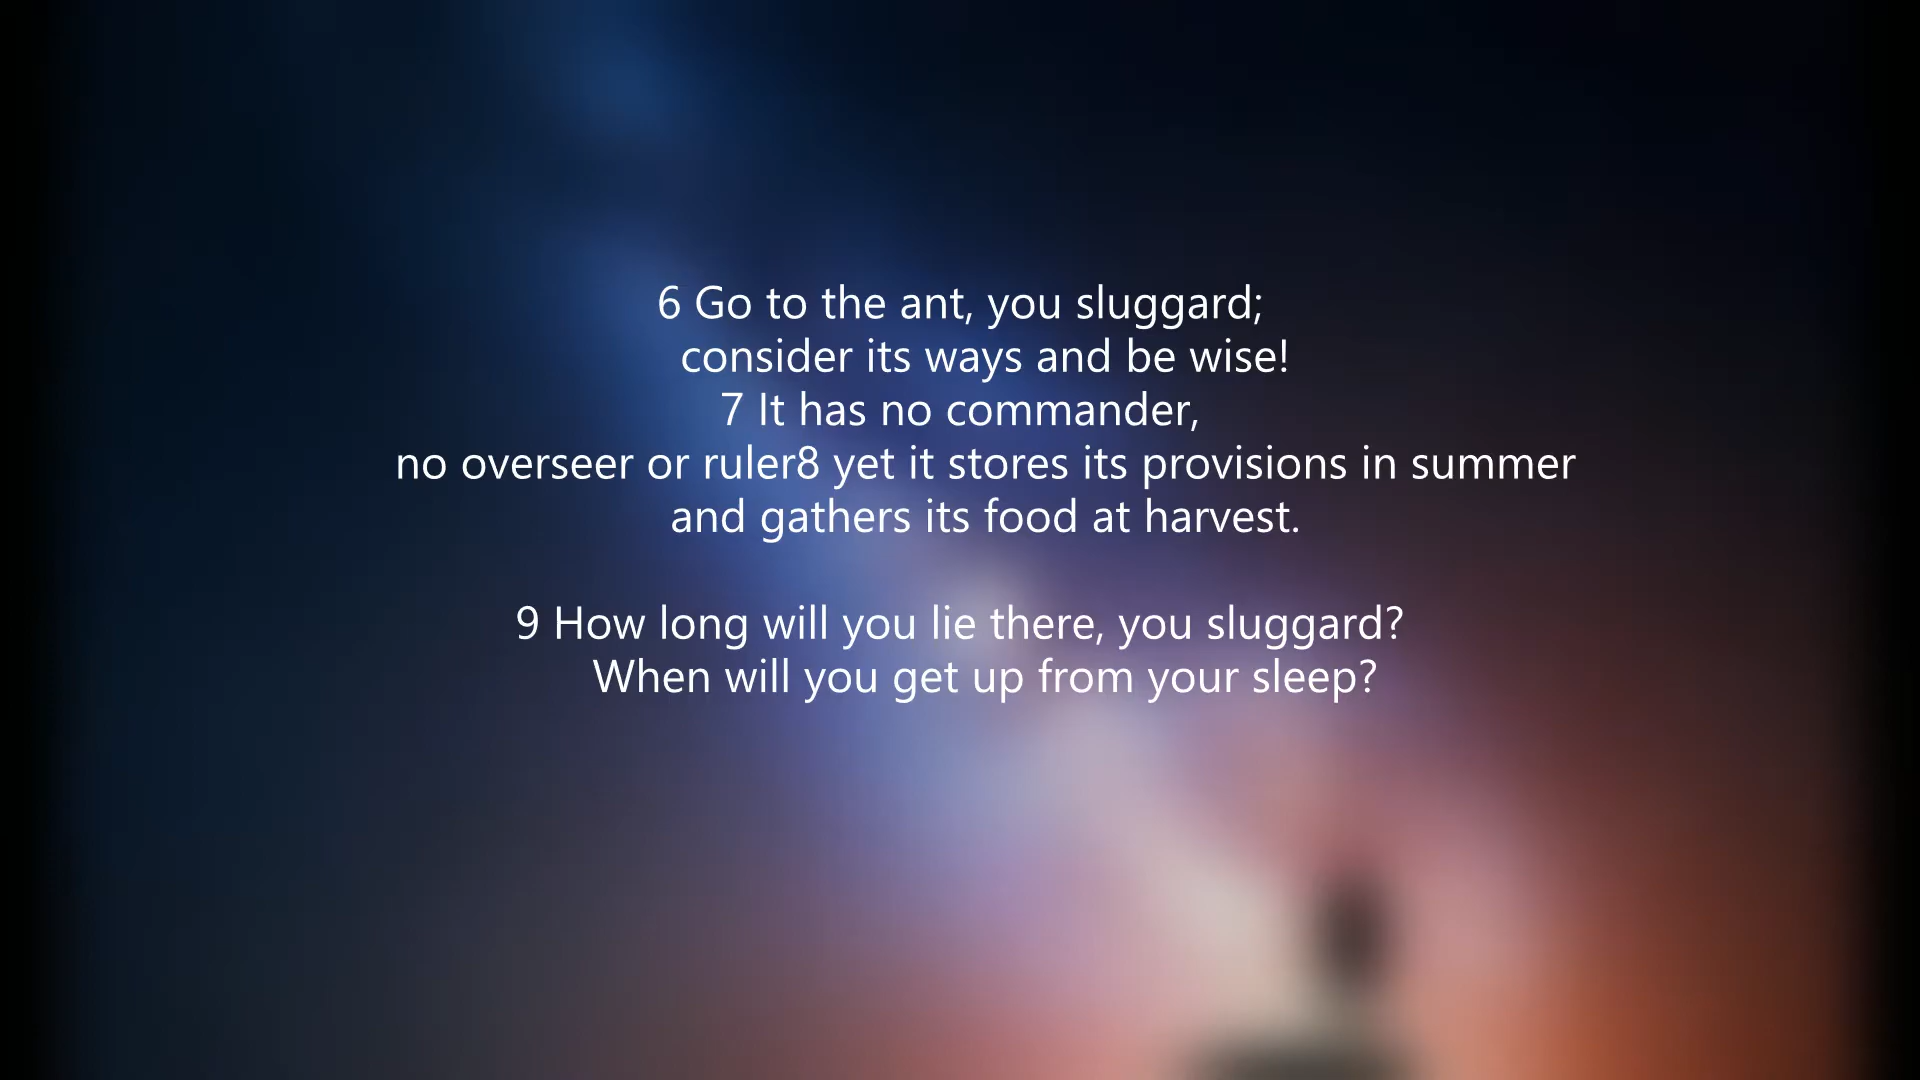 6 Go to the ant, you sluggard;
consider its ways and be wise!
7 It has no commander,
no overseer or ruler8 yet it stores its provisions in summer
and gathers its food at harvest.
9 How long will you lie there, you sluggard?
When will you get up from your sleep?